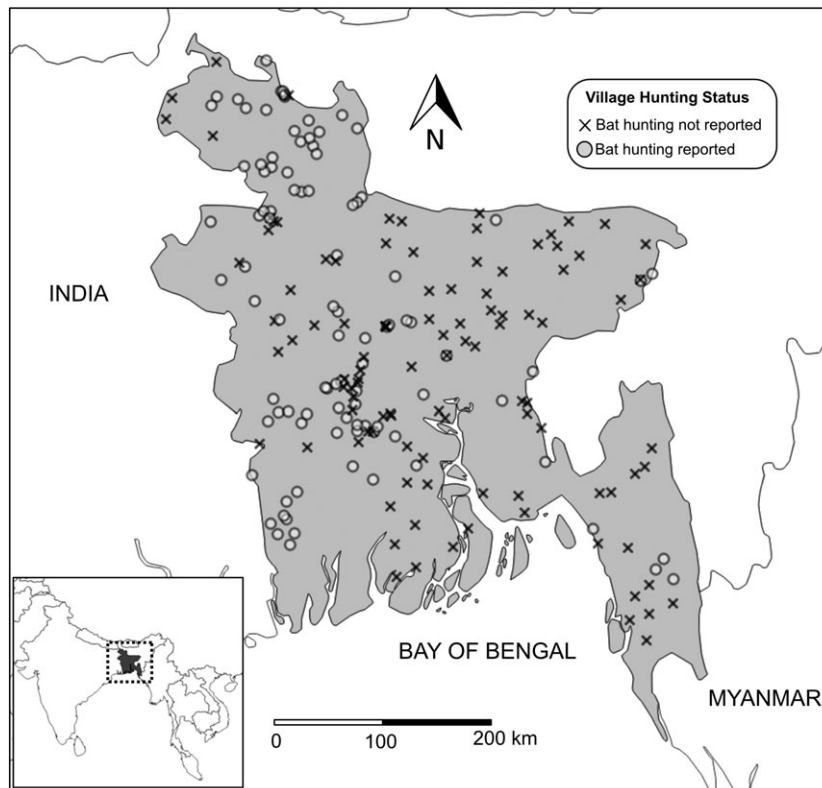 N
Village Hunting Status
Bat hunting not reported
Bat hunting reported
INDIA
BAY OF BENGAL
MYANMAR
0
100
200 km